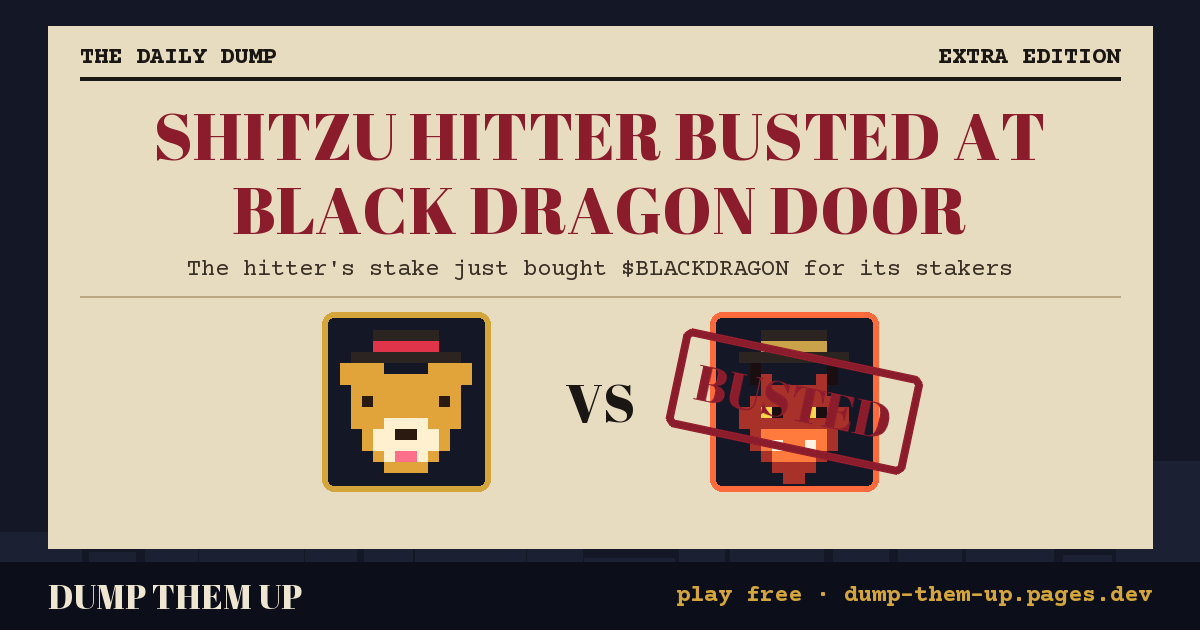 THE DAILY DUMP
EXTRA EDITION
SHITZU HITTER BUSTED AT
BLACK DRAGON DOOR
The hitter's stake just bought $BLACKDRAGON for its stakers
VS
BUSTED
DUMP THEM UP
play free · dump-them-up.pages.dev